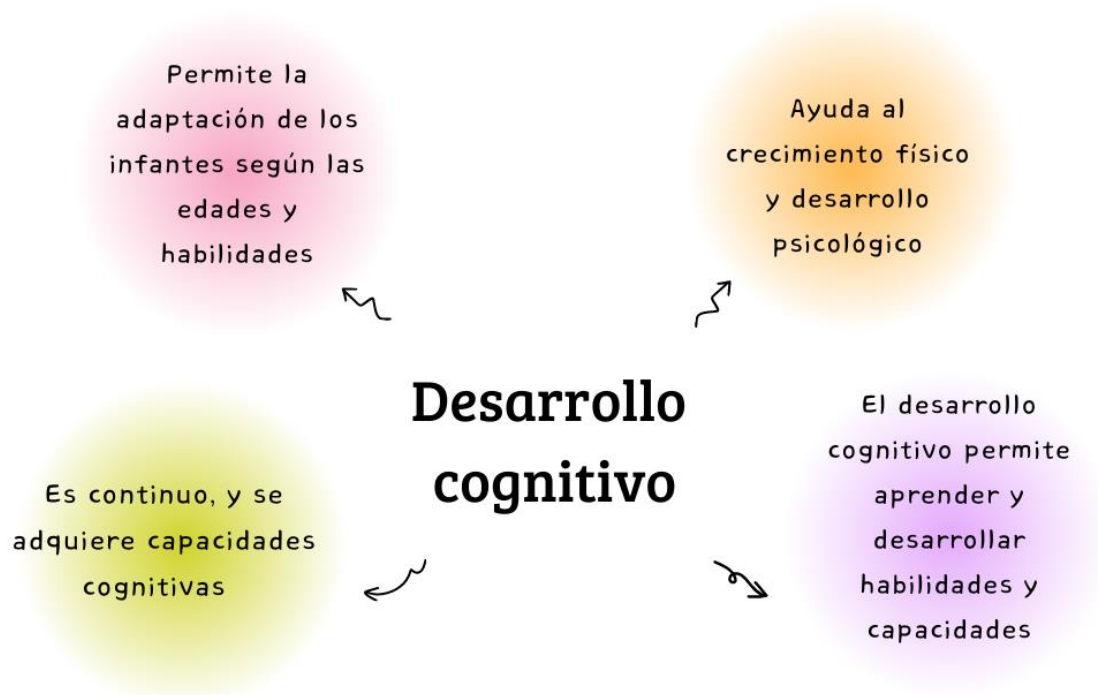 Permite la
adaptación de los
infantes según las
edades y
habilidades
Ayuda al
crecimiento físico
y desarrollo
psicológico
Desarrollo
cognitivo
Es continuo, y se
adquiere capacidades
cognitivas
El desarrollo
cognitivo permite
aprender y
desarrollar
habilidades y
capacidades